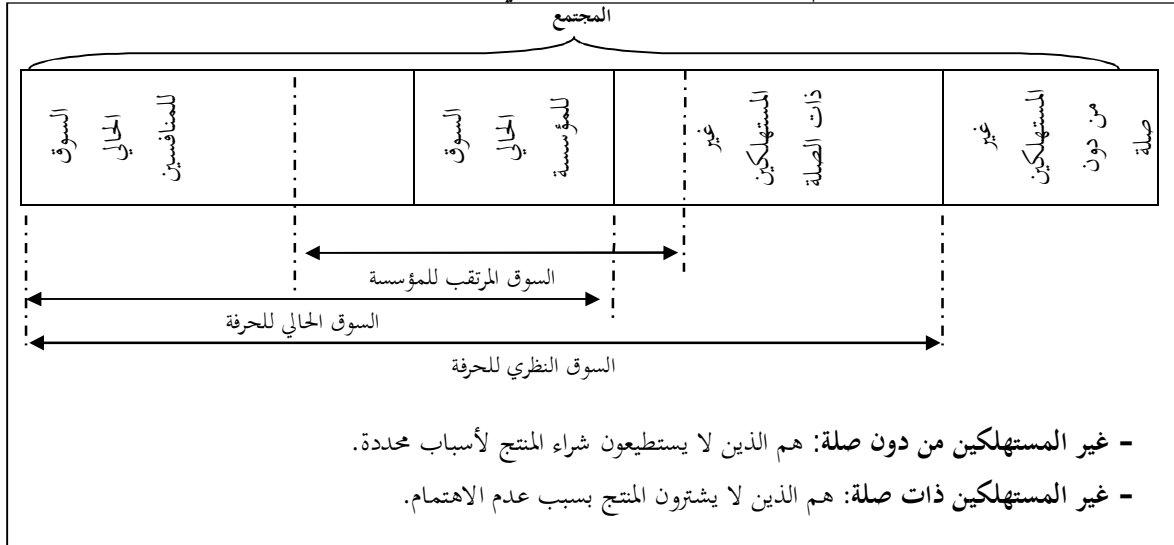 المجتمع
السوق
الحالي
للمنافسين
السوق
الحالي
للمؤسسة
غير
المستهلكين
ذات الصلة
غير
المستهلكين
من دون
صلة
السوق المرتقب للمؤسسة
السوق الحالي للحرفة
السوق النظري للحرفة
- غير المستهلكين من دون صلة: هم الذين لا يستطيعون شراء المنتج لأسباب محددة.
- غير المستهلكين ذات صلة: هم الذين لا يشترون المنتج بسبب عدم الاهتمام.